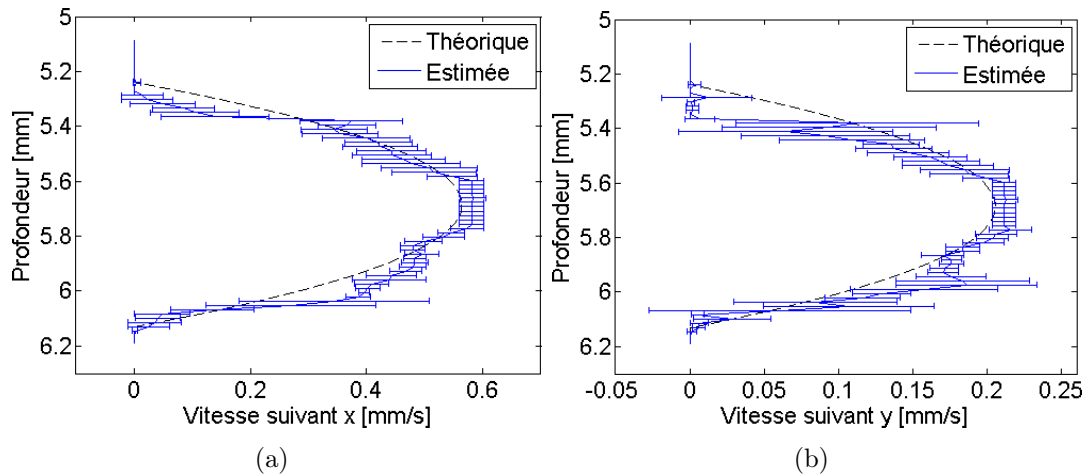 5
5.2
5.4
5.6
5.8
6
6.2
Profondeur [mm]
0
0.2
0.4
0.6
Vitesse suivant x [mm/s]
Théorique
Estimée
(a)
5
5.2
5.4
5.6
5.8
6
6.2
Profondeur [mm]
-0.05
0
0.05
0.1
0.15
0.2
0.25
Vitesse suivant y [mm/s]
Théorique
Estimée
(b)